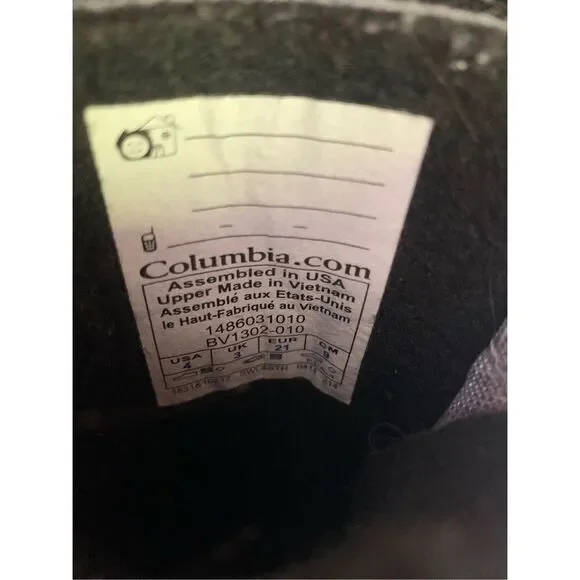 Columbia.com
Assembled in USA
Upper Made in Vietnam
Assemblé aux Etats-Unis
le Haut-Fabriqué au Vietnam
1486031010
BV1302-010
USA UK EUR CM
4 3 21 9